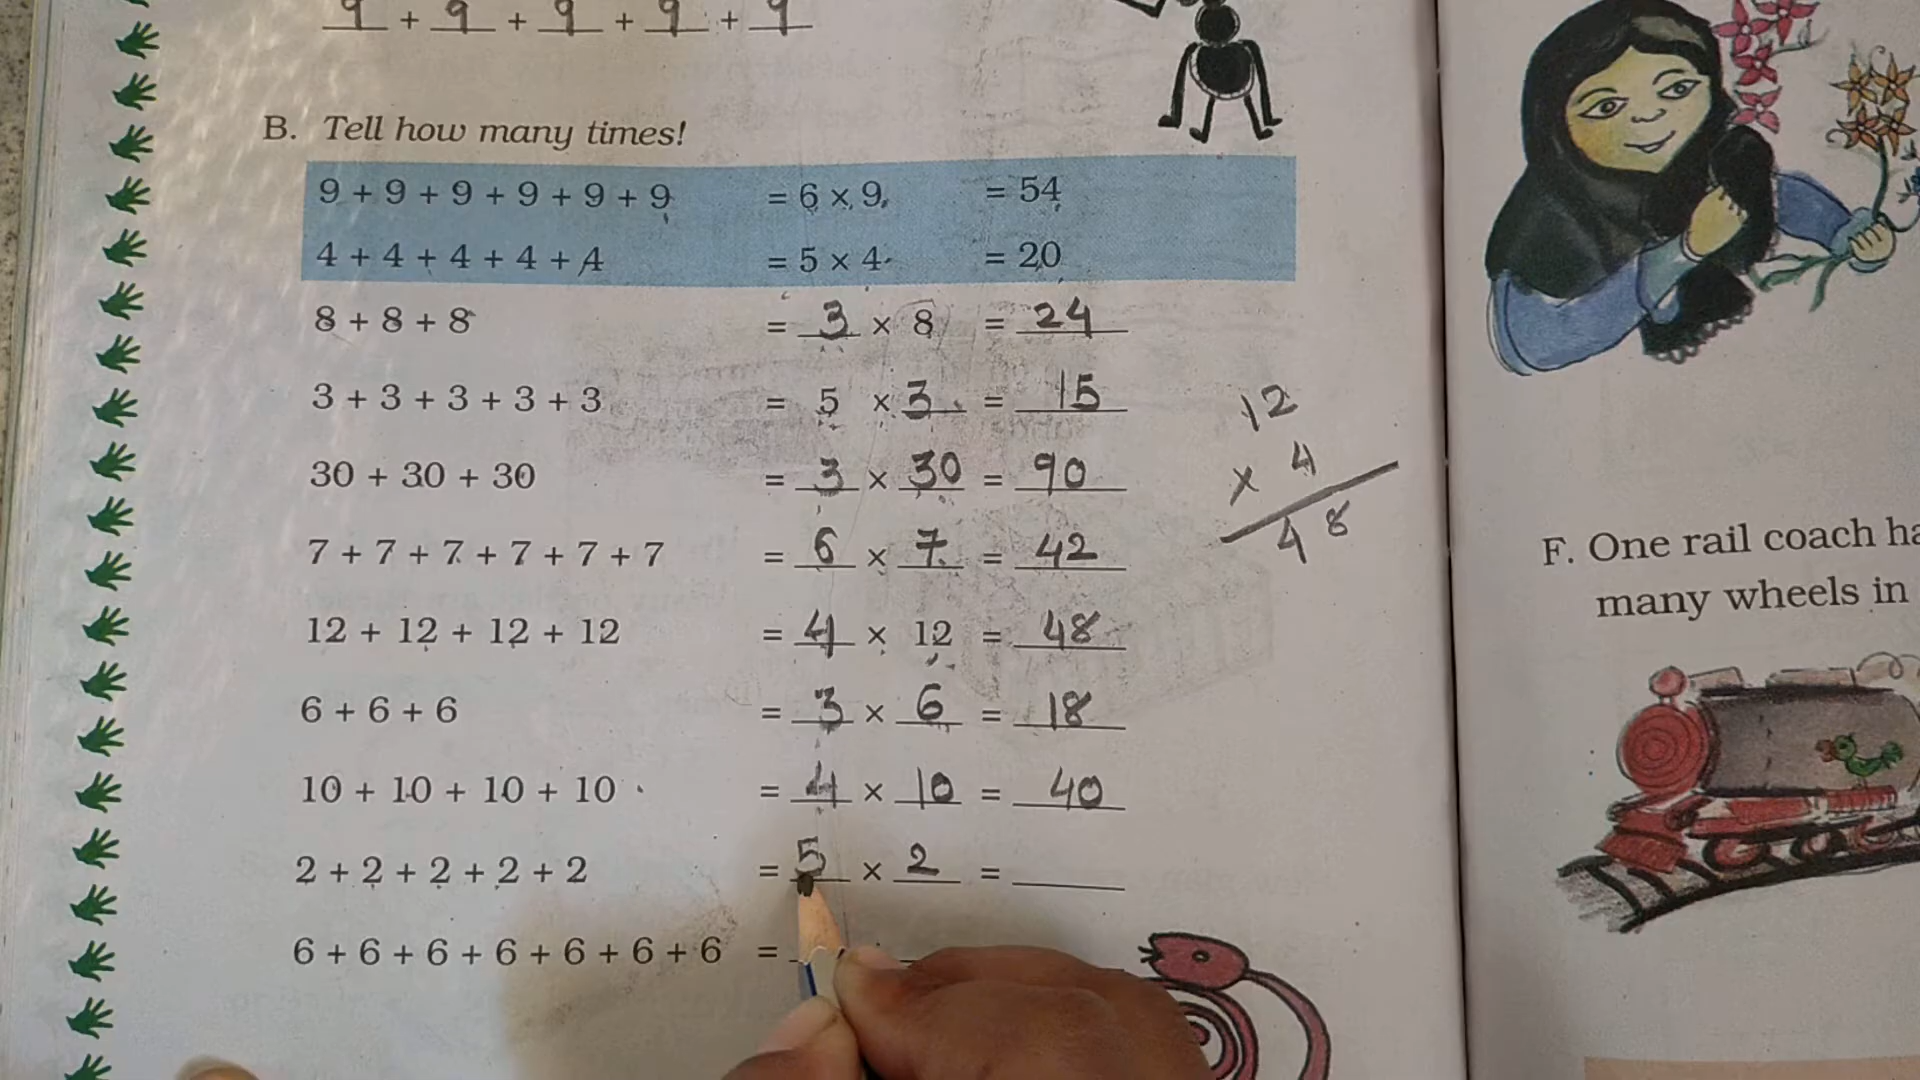 9 + 9 + 9 + 9 + 9
B. Tell how many times!
9 + 9 + 9 + 9 + 9 + 9 = 6 × 9 = 54
4 + 4 + 4 + 4 + 4 = 5 × 4 = 20
8 + 8 + 8 = 3 × 8 = 24
3 + 3 + 3 + 3 + 3 = 5 × 3 = 15
30 + 30 + 30 = 3 × 30 = 90
7 + 7 + 7 + 7 + 7 + 7 = 6 × 7 = 42
12 + 12 + 12 + 12 = 4 × 12 = 48
6 + 6 + 6 = 3 × 6 = 18
10 + 10 + 10 + 10 = 4 × 10 = 40
2 + 2 + 2 + 2 + 2 = 5 × 2 =
6 + 6 + 6 + 6 + 6 + 6 + 6 =
12
× 4
48
F. One rail coach ha
many wheels in